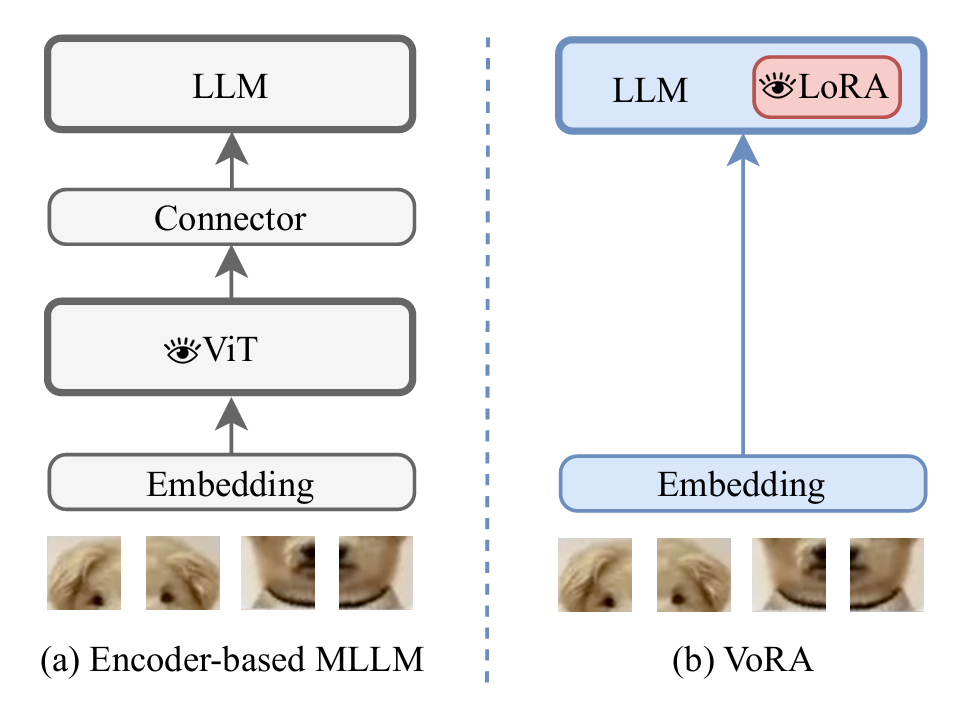 LLM
Connector
ViT
Embedding
(a) Encoder-based MLLM
LLM
LoRA
Embedding
(b) VoRA